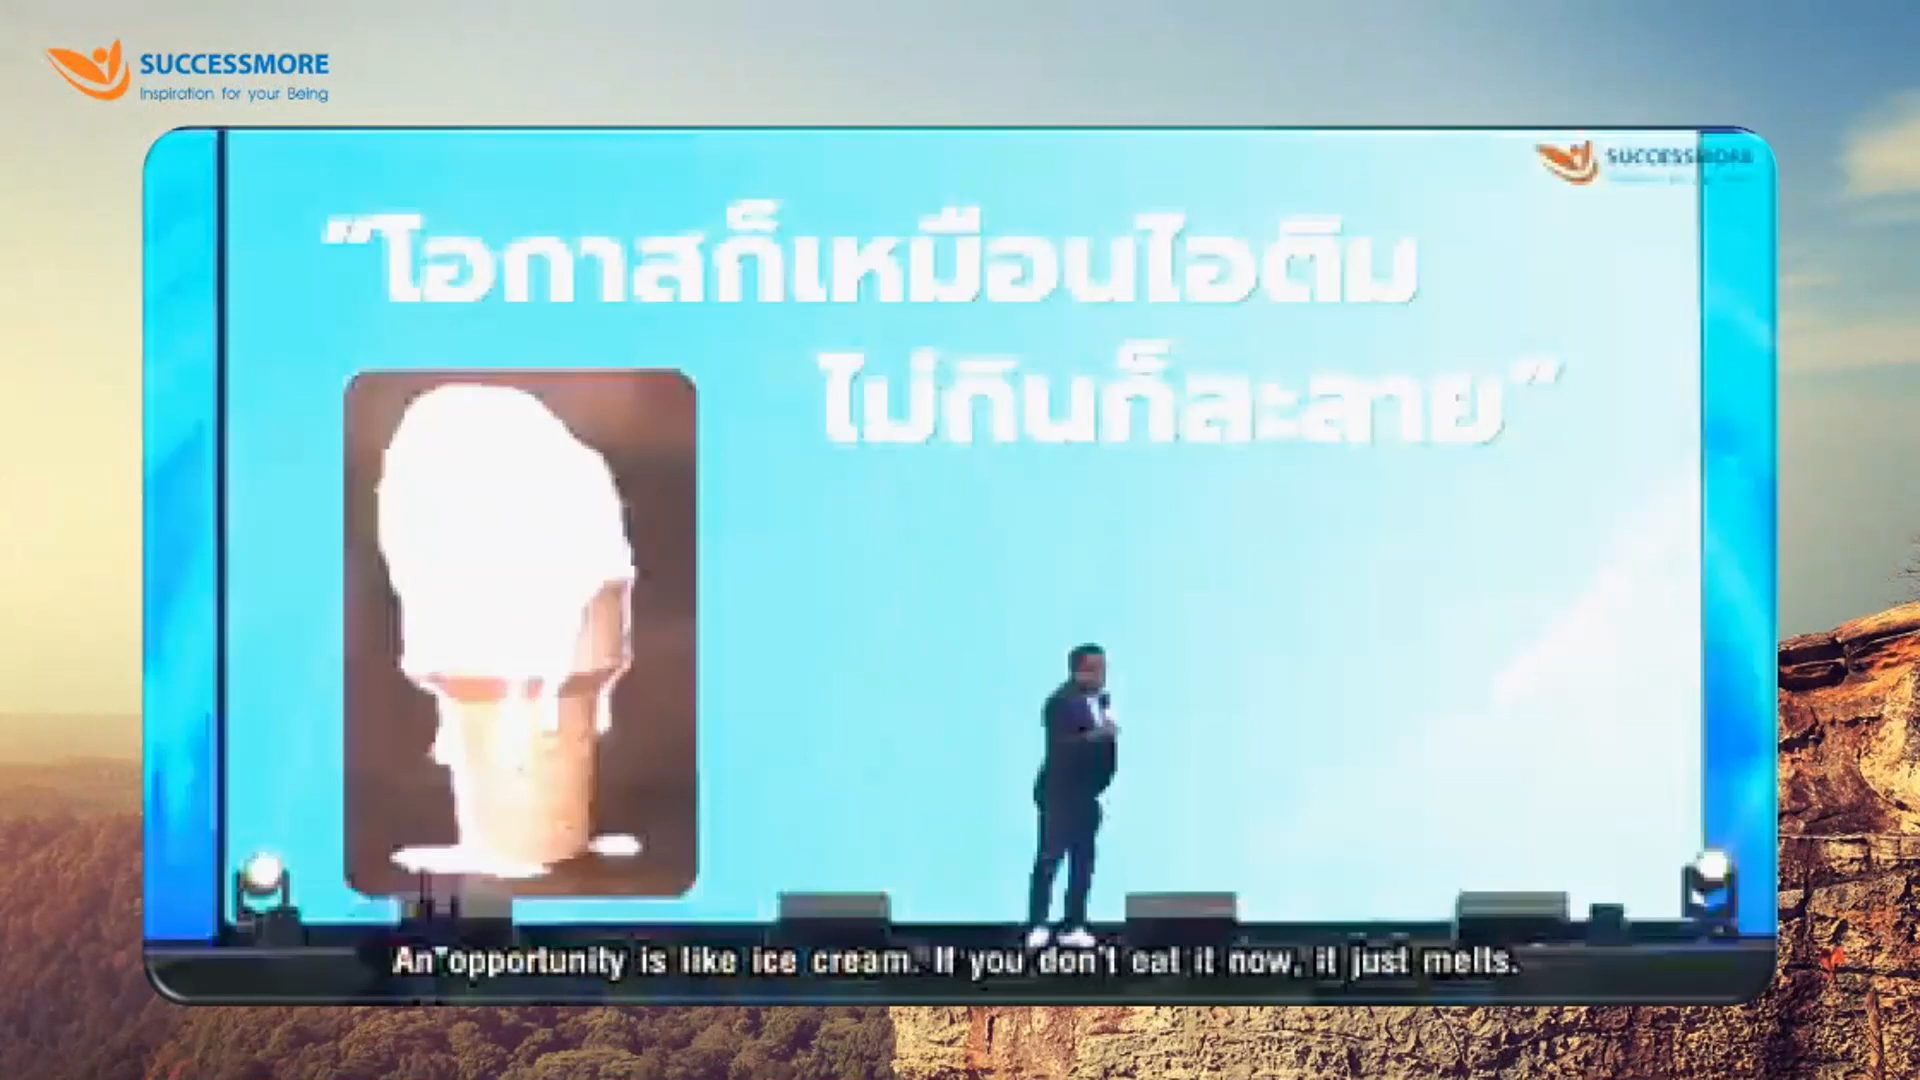 SUCCESSMORE
Inspiration for your Being
SUCCESSMORE
"โอกาสก็เหมือนไอติม
ไม่กินก็ละลาย"
An opportunity is like ice cream. If you don't eat it now, it just melts.